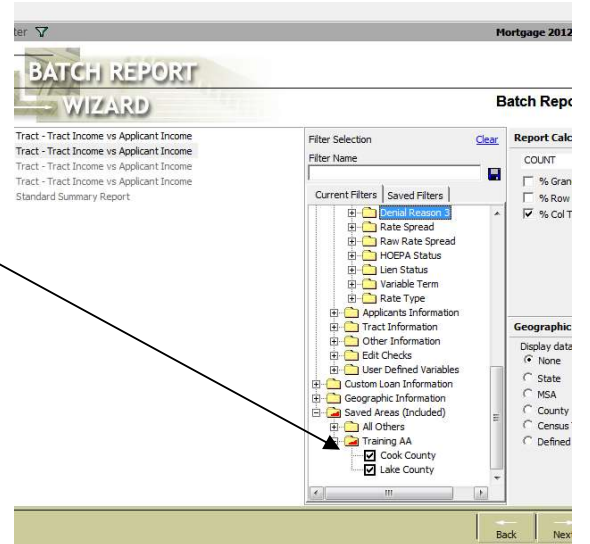 ter
Mortgage 2012
BATCH REPORT
WIZARD
Batch Repo
Tract - Tract Income vs Applicant Income
Tract - Tract Income vs Applicant Income
Tract - Tract Income vs Applicant Income
Tract - Tract Income vs Applicant Income
Standard Summary Report
Filter Selection
Clear
Filter Name
Current Filters
Saved Filters
Denial Reason 3
Rate Spread
Raw Rate Spread
HOEPA Status
Lien Status
Variable Term
Rate Type
Applicants Information
Tract Information
Other Information
Edit Checks
User Defined Variables
Custom Loan Information
Geographic Information
Saved Areas (Included)
All Others
Training AA
Cook County
Lake County
Report Calc
COUNT
% Gran
% Row
% Col T
Geographic
Display data
None
State
MSA
County
Census
Defined
Back
Next